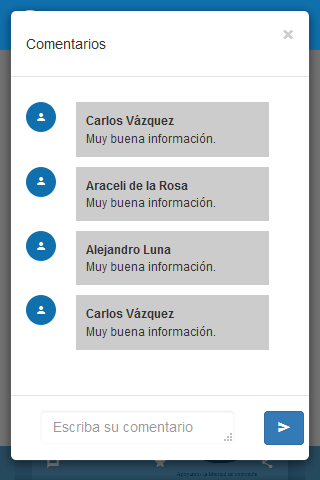 Comentarios
×
Carlos Vázquez
Muy buena información.
Araceli de la Rosa
Muy buena información.
Alejandro Luna
Muy buena información.
Carlos Vázquez
Muy buena información.
Escriba su comentario